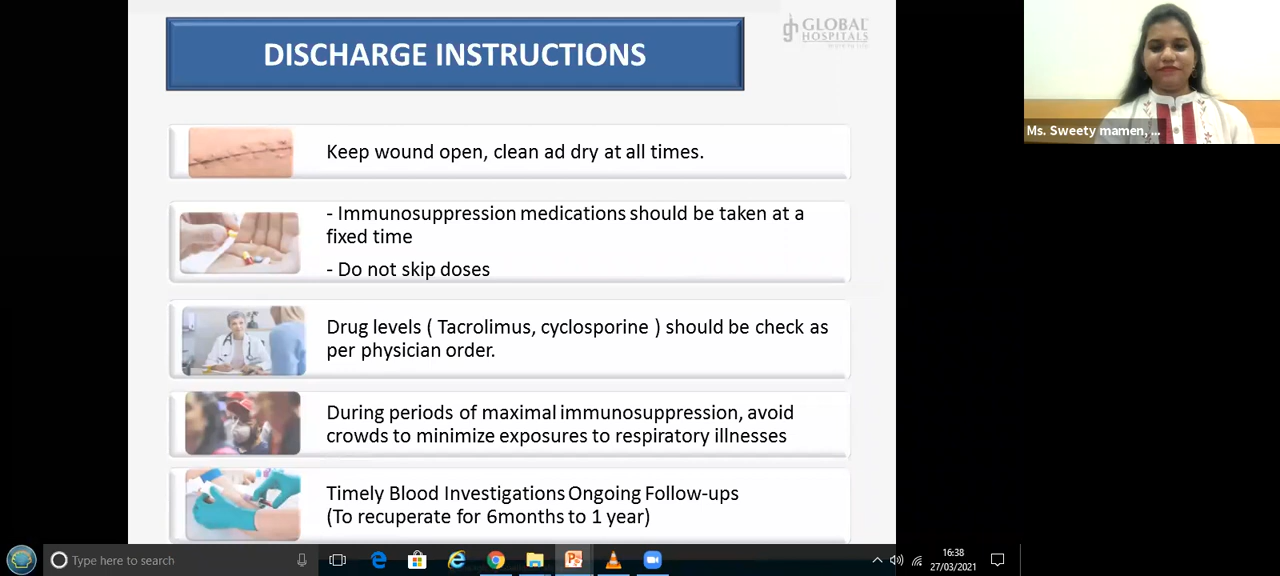 DISCHARGE INSTRUCTIONS
GLOBAL
HOSPITALS
Ms. Sweety mamen, ...
Keep wound open, clean ad dry at all times.
- Immunosuppression medications should be taken at a
fixed time
- Do not skip doses
Drug levels ( Tacrolimus, cyclosporine ) should be check as
per physician order.
During periods of maximal immunosuppression, avoid
crowds to minimize exposures to respiratory illnesses
Timely Blood Investigations Ongoing Follow-ups
(To recuperate for 6months to 1 year)
Type here to search
16:38
27/03/2021